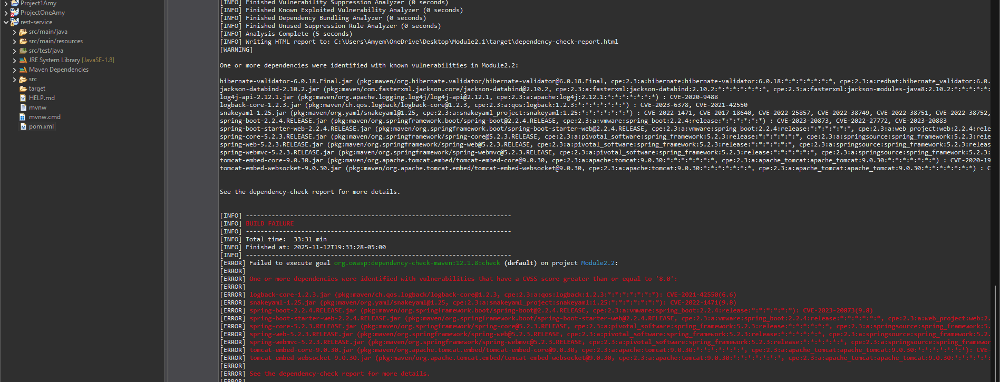 Project1Amy
ProjectOneAmy
rest-service
src/main/java
src/main/resources
src/test/java
JRE System Library [JavaSE-1.8]
Maven Dependencies
src
target
HELP.md
mvnw
mvnw.cmd
pom.xml
[INFO] Finished Vulnerability Suppression Analyzer (0 seconds)
[INFO] Finished Known Exploited Vulnerability Analyzer (0 seconds)
[INFO] Finished Dependency Bundling Analyzer (0 seconds)
[INFO] Finished Unused Suppression Rule Analyzer (0 seconds)
[INFO] Analysis Complete (5 seconds)
[INFO] Writing HTML report to: C:\Users\Amyem\OneDrive\Desktop\Module2.1\target\dependency-check-report.html
[WARNING]
One or more dependencies were identified with known vulnerabilities in Module2.2:
hibernate-validator-6.0.18.Final.jar (pkg:maven/org.hibernate.validator/hibernate-validator@6.0.18.Final, cpe:2.3:a:hibernate:hibernate-validator:6.0.18:*:*:*:*:*:*:*, cpe:2.3:a:redhat:hibernate_validator:6.0.
jackson-databind-2.10.2.jar (pkg:maven/com.fasterxml.jackson.core/jackson-databind@2.10.2, cpe:2.3:a:fasterxml:jackson-databind:2.10.2:*:*:*:*:*:*:*, cpe:2.3:a:fasterxml:jackson-modules-java8:2.10.2:*:*:*:*:
log4j-api-2.12.1.jar (pkg:maven/org.apache.logging.log4j/log4j-api@2.12.1, cpe:2.3:a:apache:log4j:2.12.1:*:*:*:*:*:*:*) : CVE-2020-9488
logback-core-1.2.3.jar (pkg:maven/ch.qos.logback/logback-core@1.2.3, cpe:2.3:a:qos:logback:1.2.3:*:*:*:*:*:*:*) : CVE-2023-6378, CVE-2021-42550
snakeyaml-1.25.jar (pkg:maven/org.yaml/snakeyaml@1.25, cpe:2.3:a:snakeyaml_project:snakeyaml:1.25:*:*:*:*:*:*:*) : CVE-2022-1471, CVE-2017-18640, CVE-2022-25857, CVE-2022-38749, CVE-2022-38751, CVE-2022-38752,
spring-boot-2.2.4.RELEASE.jar (pkg:maven/org.springframework.boot/spring-boot@2.2.4.RELEASE, cpe:2.3:a:vmware:spring_boot:2.2.4:release:*:*:*:*:*:*) : CVE-2023-20873, CVE-2022-27772, CVE-2023-20883
spring-boot-starter-web-2.2.4.RELEASE.jar (pkg:maven/org.springframework.boot/spring-boot-starter-web@2.2.4.RELEASE, cpe:2.3:a:vmware:spring_boot:2.2.4:release:*:*:*:*:*:*, cpe:2.3:a:web_project:web:2.2.4:rele
spring-core-5.2.3.RELEASE.jar (pkg:maven/org.springframework/spring-core@5.2.3.RELEASE, cpe:2.3:a:pivotal_software:spring_framework:5.2.3:release:*:*:*:*:*:*, cpe:2.3:a:springsource:spring_framework:5.2.3:rele
spring-web-5.2.3.RELEASE.jar (pkg:maven/org.springframework/spring-web@5.2.3.RELEASE, cpe:2.3:a:pivotal_software:spring_framework:5.2.3:release:*:*:*:*:*:*, cpe:2.3:a:springsource:spring_framework:5.2.3:releas
spring-webmvc-5.2.3.RELEASE.jar (pkg:maven/org.springframework/spring-webmvc@5.2.3.RELEASE, cpe:2.3:a:pivotal_software:spring_framework:5.2.3:release:*:*:*:*:*:*, cpe:2.3:a:springsource:spring_framework:5.2.3:
tomcat-embed-core-9.0.30.jar (pkg:maven/org.apache.tomcat.embed/tomcat-embed-core@9.0.30, cpe:2.3:a:apache:tomcat:9.0.30:*:*:*:*:*:*:*, cpe:2.3:a:apache_tomcat:apache_tomcat:9.0.30:*:*:*:*:*:*:*) : CVE-2020-19
tomcat-embed-websocket-9.0.30.jar (pkg:maven/org.apache.tomcat.embed/tomcat-embed-websocket@9.0.30, cpe:2.3:a:apache:tomcat:9.0.30:*:*:*:*:*:*:*, cpe:2.3:a:apache_tomcat:apache_tomcat:9.0.30:*:*:*:*:*:*:*) : C
See the dependency-check report for more details.
[INFO] ------------------------------------------------------------------------
[INFO] BUILD FAILURE
[INFO] ------------------------------------------------------------------------
[INFO] Total time:  33:31 min
[INFO] Finished at: 2025-11-12T19:33:28-05:00
[INFO] ------------------------------------------------------------------------
[ERROR] Failed to execute goal org.owasp:dependency-check-maven:12.1.8:check (default) on project Module2.2:
[ERROR]
[ERROR] One or more dependencies were identified with vulnerabilities that have a CVSS score greater than or equal to '8.0':
[ERROR]
[ERROR] logback-core-1.2.3.jar (pkg:maven/ch.qos.logback/logback-core@1.2.3, cpe:2.3:a:qos:logback:1.2.3:*:*:*:*:*:*:*): CVE-2021-42550(6.6)
[ERROR] snakeyaml-1.25.jar (pkg:maven/org.yaml/snakeyaml@1.25, cpe:2.3:a:snakeyaml_project:snakeyaml:1.25:*:*:*:*:*:*:*): CVE-2022-1471(9.8)
[ERROR] spring-boot-2.2.4.RELEASE.jar (pkg:maven/org.springframework.boot/spring-boot@2.2.4.RELEASE, cpe:2.3:a:vmware:spring_boot:2.2.4:release:*:*:*:*:*:*): CVE-2023-20873(9.8)
[ERROR] spring-boot-starter-web-2.2.4.RELEASE.jar (pkg:maven/org.springframework.boot/spring-boot-starter-web@2.2.4.RELEASE, cpe:2.3:a:vmware:spring_boot:2.2.4:release:*:*:*:*:*:*, cpe:2.3:a:web_project:web:2.
[ERROR] spring-core-5.2.3.RELEASE.jar (pkg:maven/org.springframework/spring-core@5.2.3.RELEASE, cpe:2.3:a:pivotal_software:spring_framework:5.2.3:release:*:*:*:*:*:*, cpe:2.3:a:springsource:spring_framework:5.2
[ERROR] spring-web-5.2.3.RELEASE.jar (pkg:maven/org.springframework/spring-web@5.2.3.RELEASE, cpe:2.3:a:pivotal_software:spring_framework:5.2.3:release:*:*:*:*:*:*, cpe:2.3:a:springsource:spring_framework:5.2.
[ERROR] spring-webmvc-5.2.3.RELEASE.jar (pkg:maven/org.springframework/spring-webmvc@5.2.3.RELEASE, cpe:2.3:a:pivotal_software:spring_framework:5.2.3:release:*:*:*:*:*:*, cpe:2.3:a:springsource:spring_framewor
[ERROR] tomcat-embed-core-9.0.30.jar (pkg:maven/org.apache.tomcat.embed/tomcat-embed-core@9.0.30, cpe:2.3:a:apache:tomcat:9.0.30:*:*:*:*:*:*:*, cpe:2.3:a:apache_tomcat:apache_tomcat:9.0.30:*:*:*:*:*:*:*): CVE-
[ERROR] tomcat-embed-websocket-9.0.30.jar (pkg:maven/org.apache.tomcat.embed/tomcat-embed-websocket@9.0.30, cpe:2.3:a:apache:tomcat:9.0.30:*:*:*:*:*:*:*, cpe:2.3:a:apache_tomcat:apache_tomcat:9.0.30:*:*:*:*:*:
[ERROR]
[ERROR] See the dependency-check report for more details.
[ERROR]